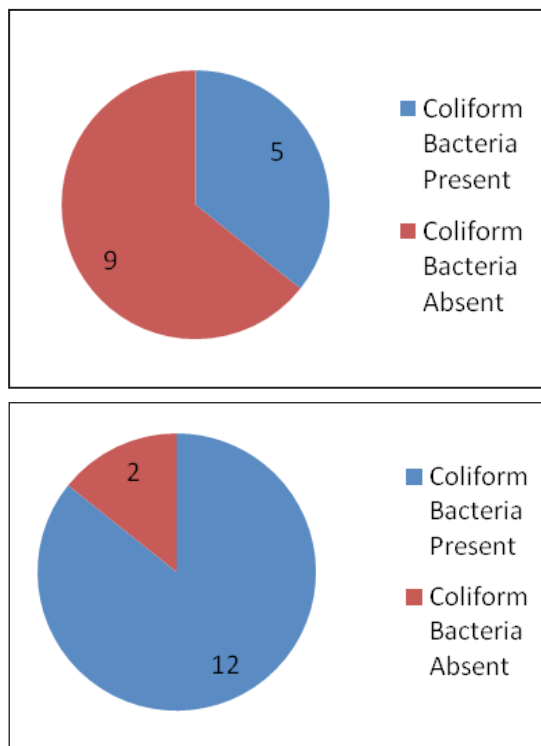 5
9
Coliform
Bacteria
Present
Coliform
Bacteria
Absent
2
12
Coliform
Bacteria
Present
Coliform
Bacteria
Absent